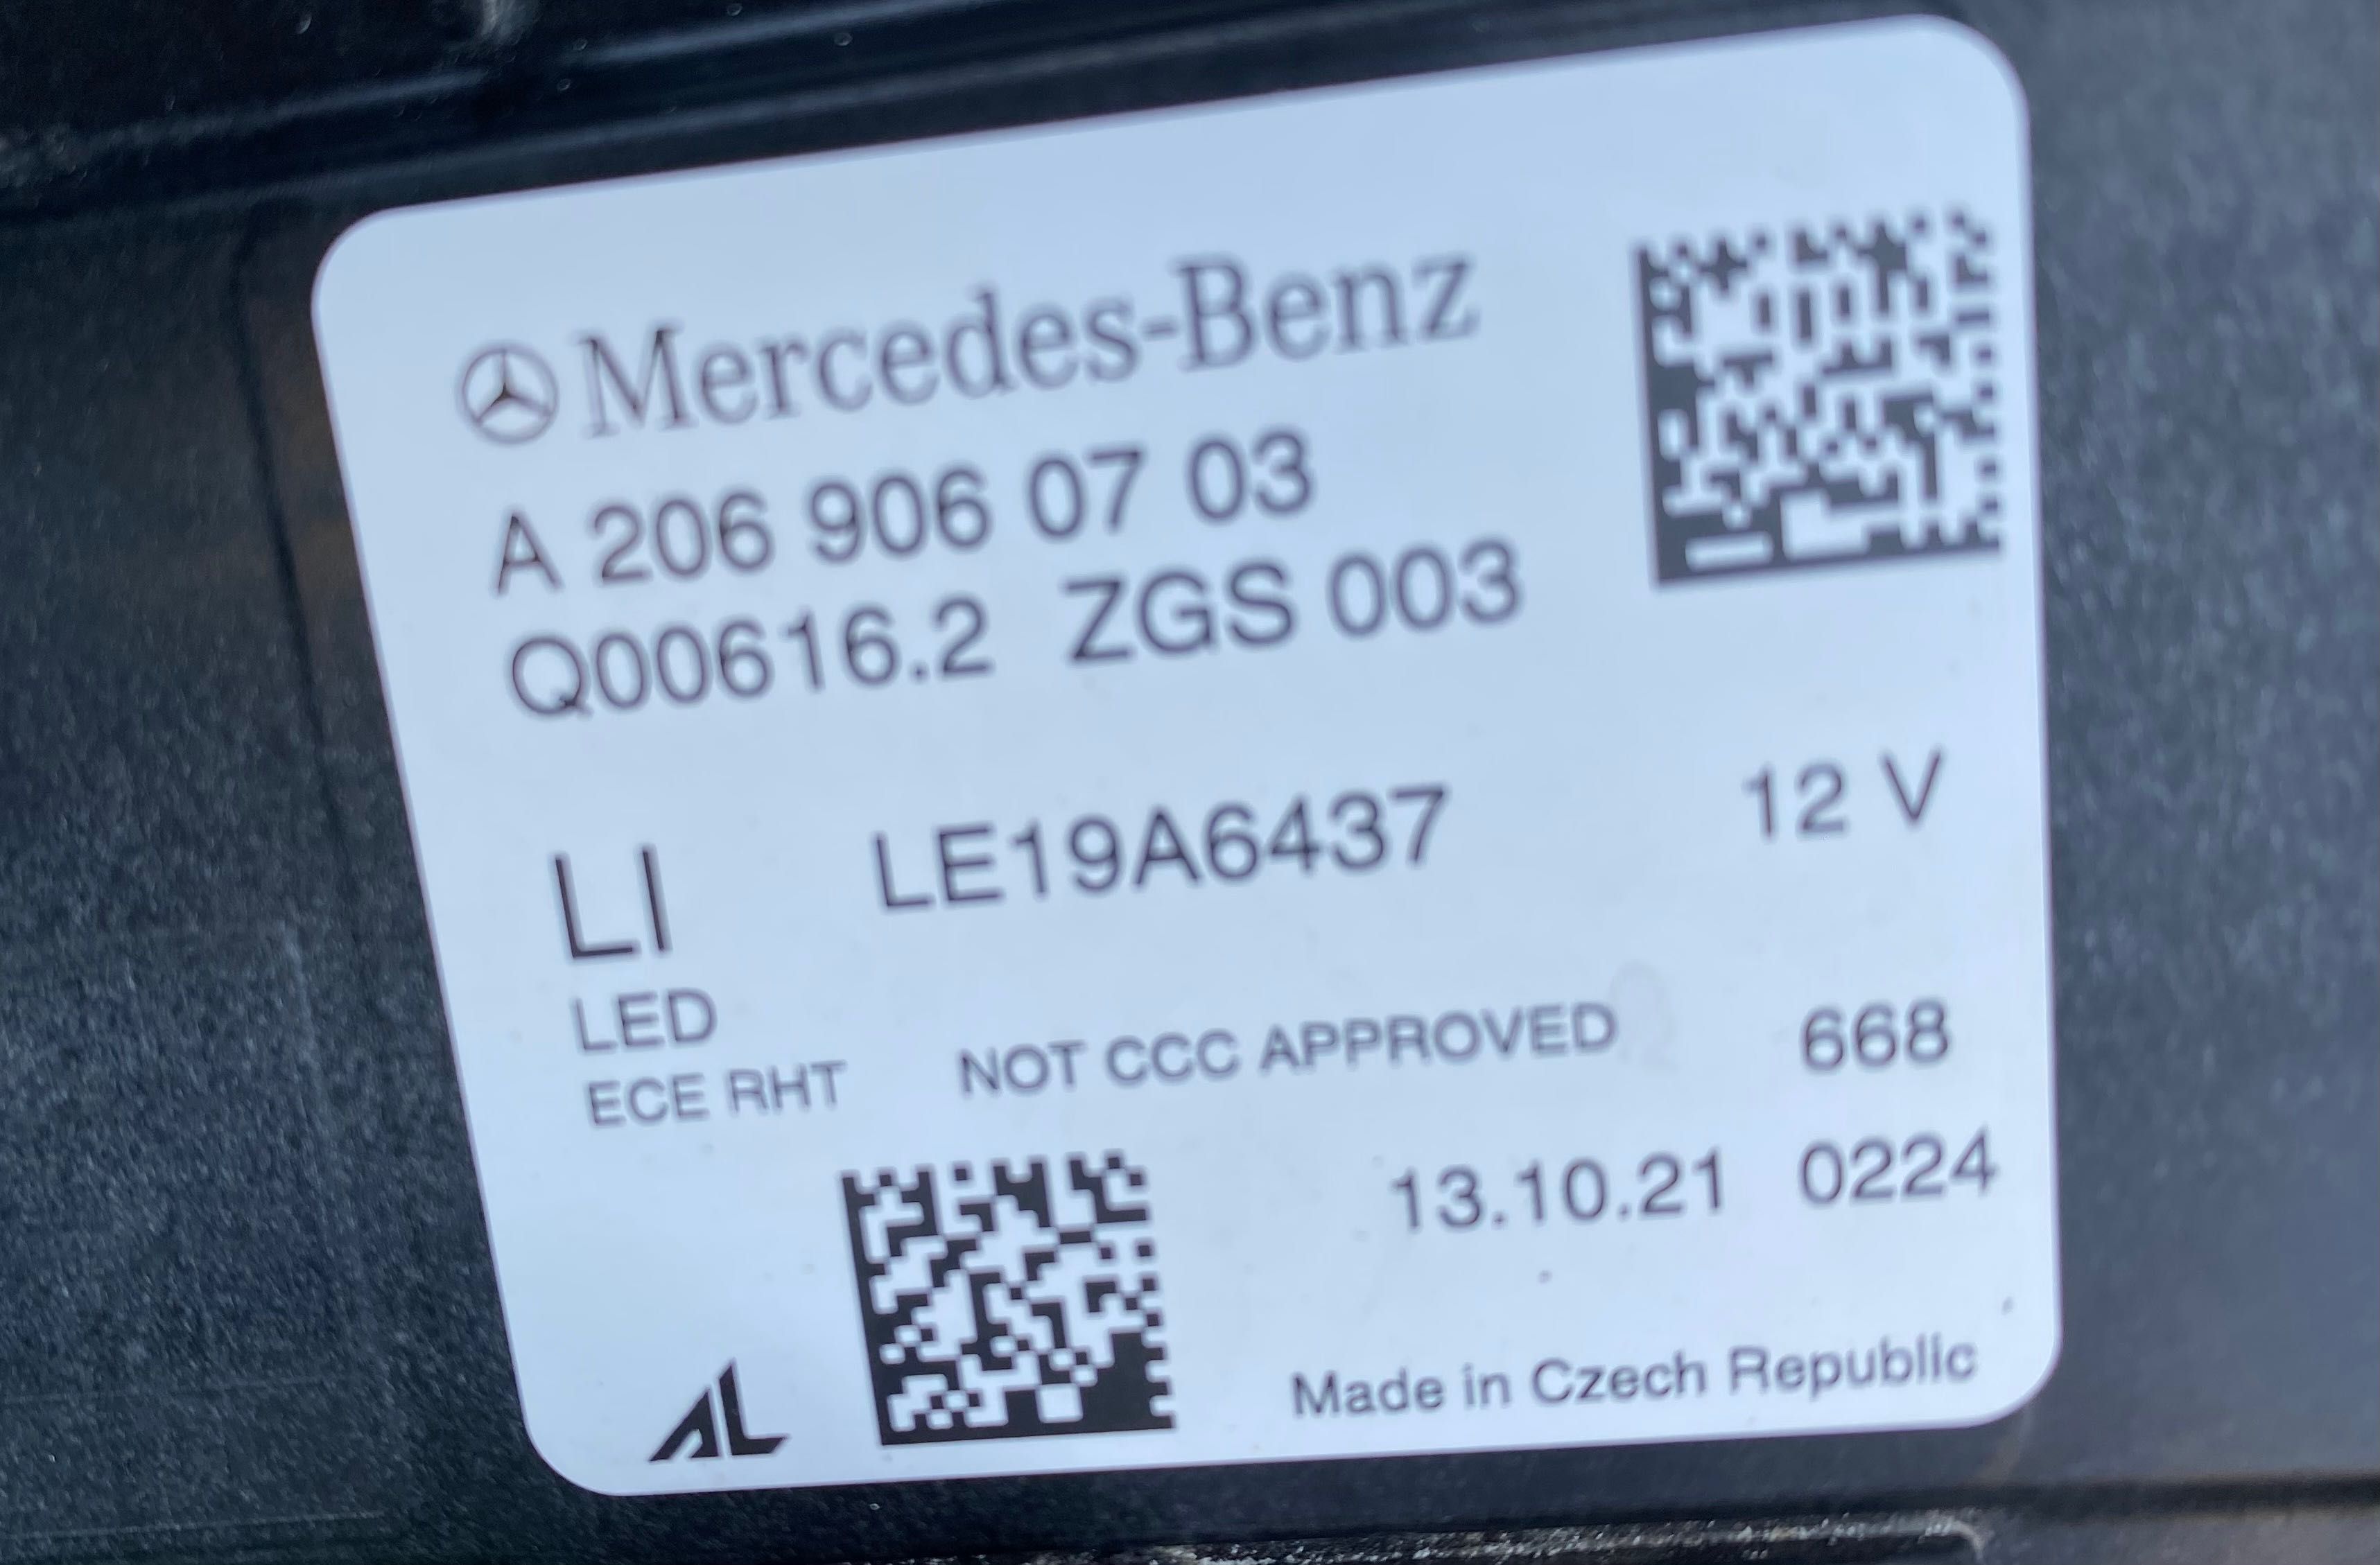 Mercedes-Benz
A 206 906 07 03
Q00616.2 ZGS 003
LI LE19A6437 12 V
LED
ECE RHT NOT CCC APPROVED 668
13.10.21 0224
AL
Made in Czech Republic